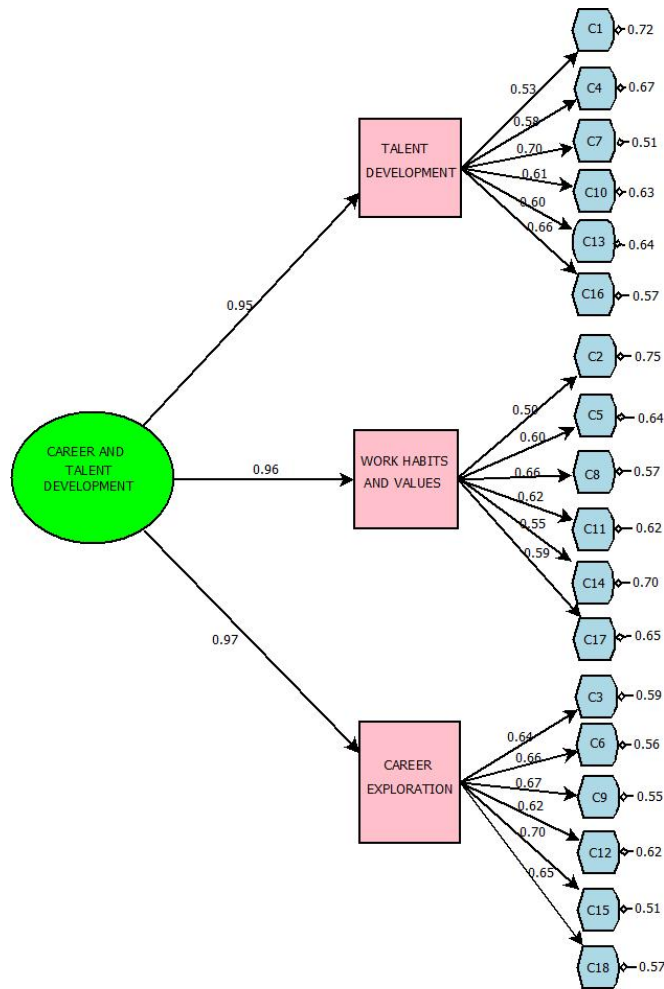 CAREER AND
TALENT
DEVELOPMENT
0.95
0.96
0.97
TALENT
DEVELOPMENT
0.53
0.58
0.70
0.61
0.60
0.66
C1 0.72
C4 0.67
C7 0.51
C10 0.63
C13 0.64
C16 0.57
WORK HABITS
AND VALUES
0.50
0.60
0.66
0.62
0.55
0.59
C2 0.75
C5 0.64
C8 0.57
C11 0.62
C14 0.70
C17 0.65
CAREER
EXPLORATION
0.64
0.66
0.67
0.62
0.70
0.65
C3 0.59
C6 0.56
C9 0.55
C12 0.62
C15 0.51
C18 0.57